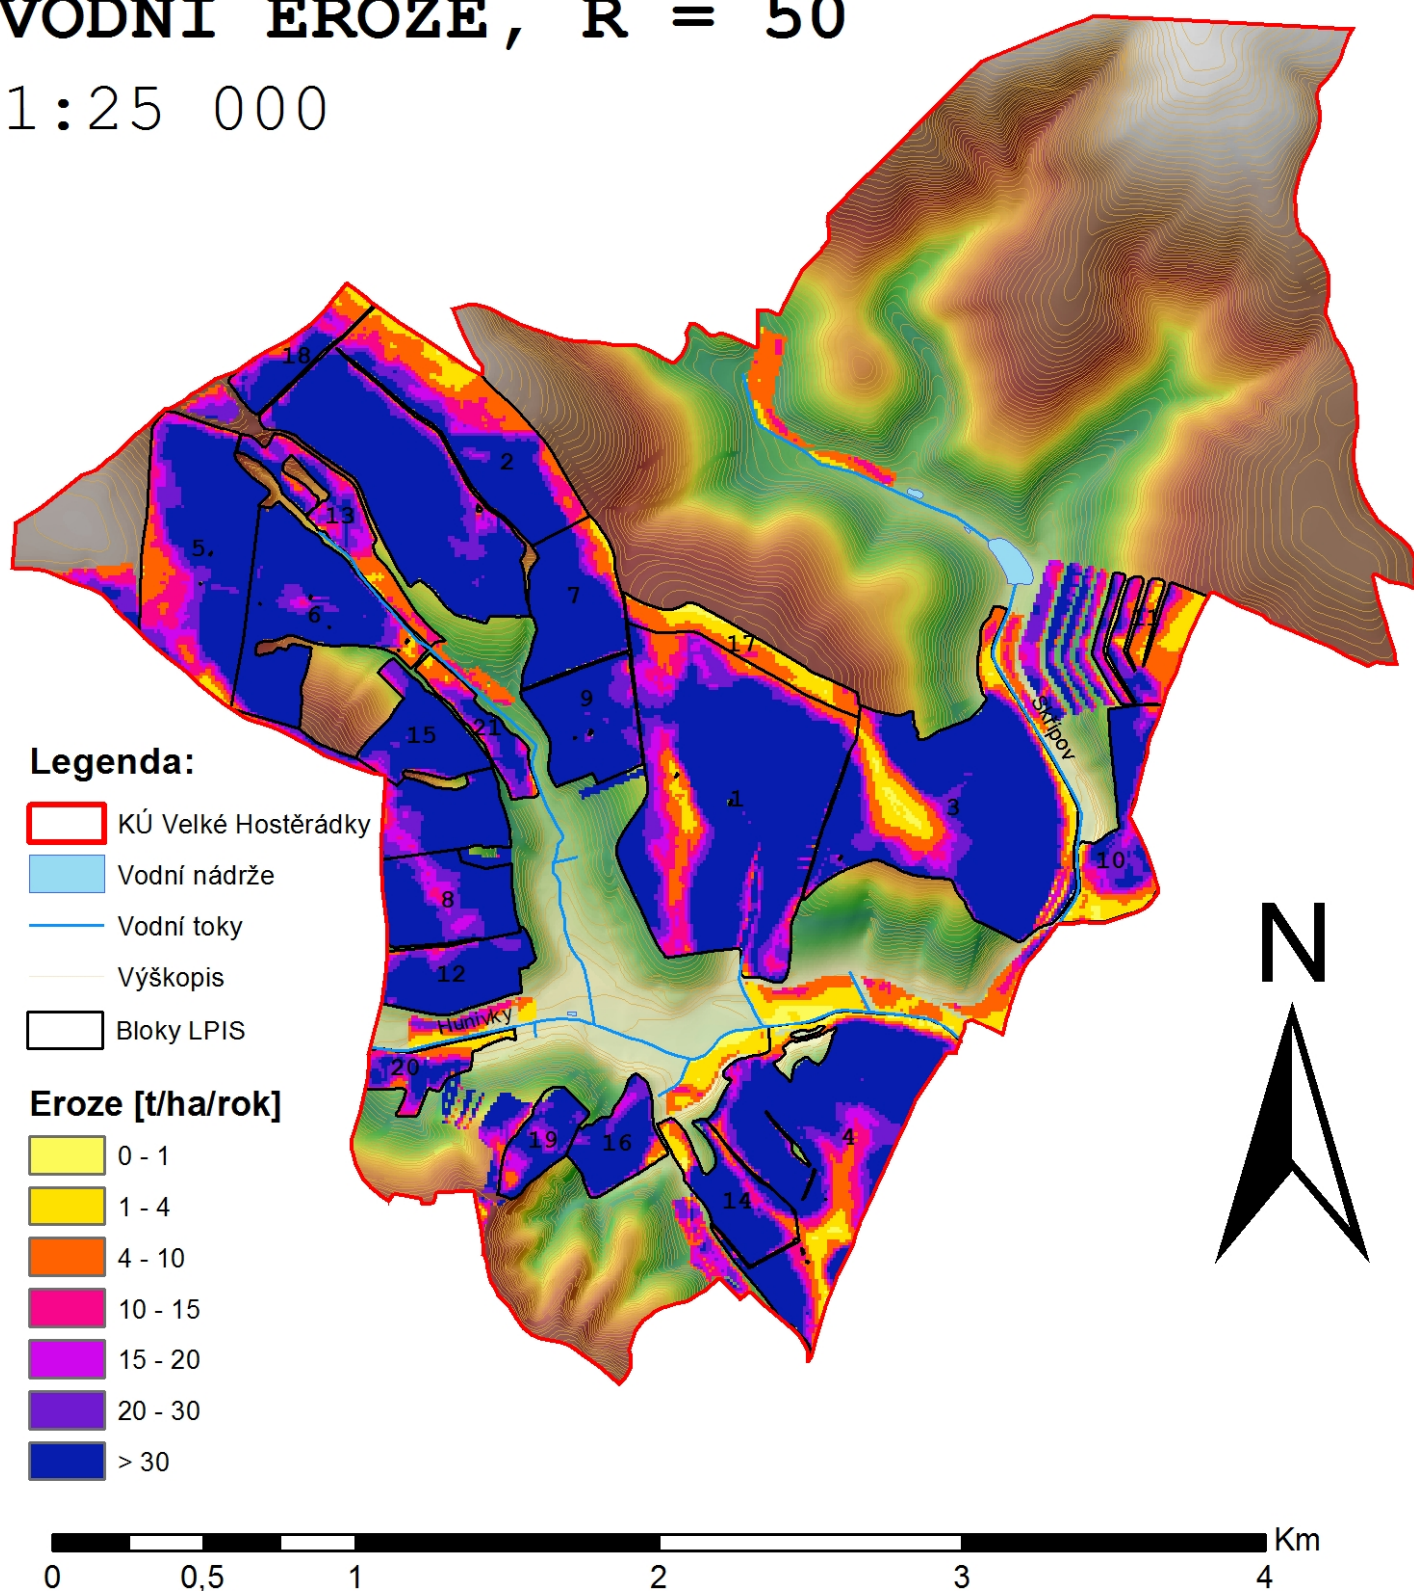 VODNÍ EROZE, R = 50
1:25 000
18
2
13
5
7
6
17
11
9
21
15
Skřipov
1
3
10
8
12
Hunivky
20
19
16
4
14
Legenda:
KÚ Velké Hostěrádky
Vodní nádrže
Vodní toky
Výškopis
Bloky LPIS
Eroze [t/ha/rok]
0 - 1
1 - 4
4 - 10
10 - 15
15 - 20
20 - 30
> 30
N
Km
0 0,5 1 2 3 4